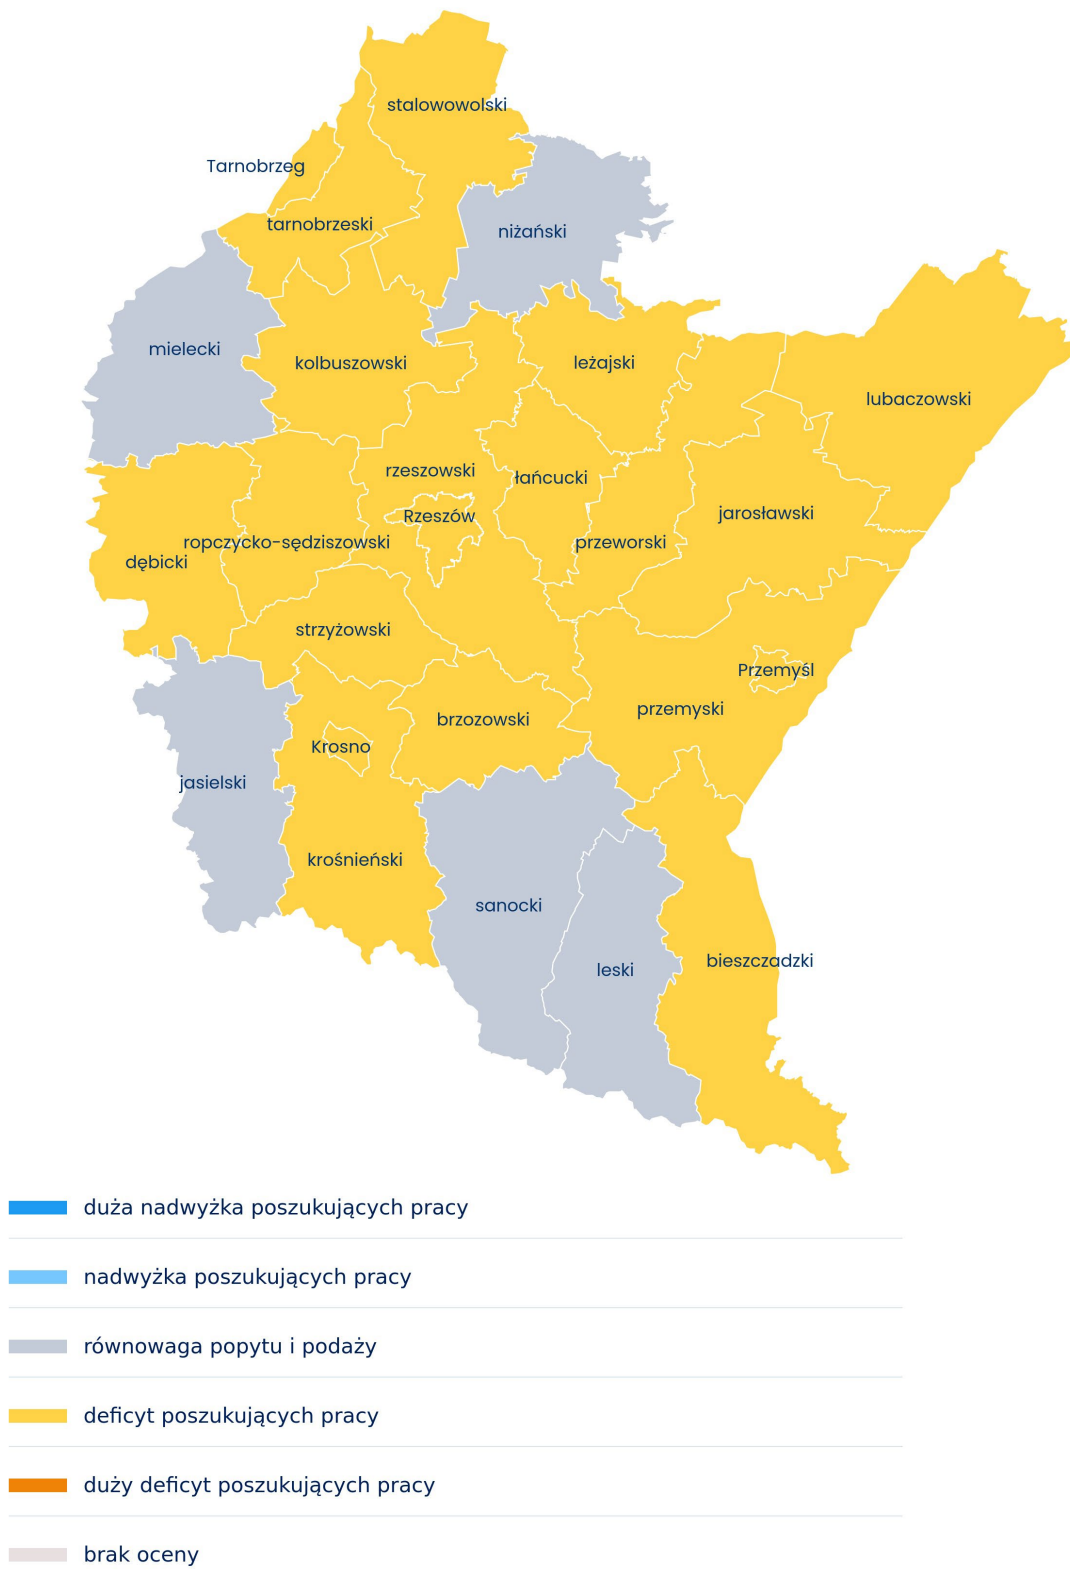 stalowowolski
Tarnobrzeg
tarnobrzeski
niżański
mielecki
kolbuszowski
leżajski
lubaczowski
rzeszowski
łańcucki
Rzeszów
jarosławski
ropczycko-sędziszowski
przeworski
dębicki
strzyżowski
Przemyśl
przemyski
brzozowski
Krosno
jasielski
krośnieński
sanocki
leski
bieszczadzki
duża nadwyżka poszukujących pracy
nadwyżka poszukujących pracy
równowaga popytu i podaży
deficyt poszukujących pracy
duży deficyt poszukujących pracy
brak oceny